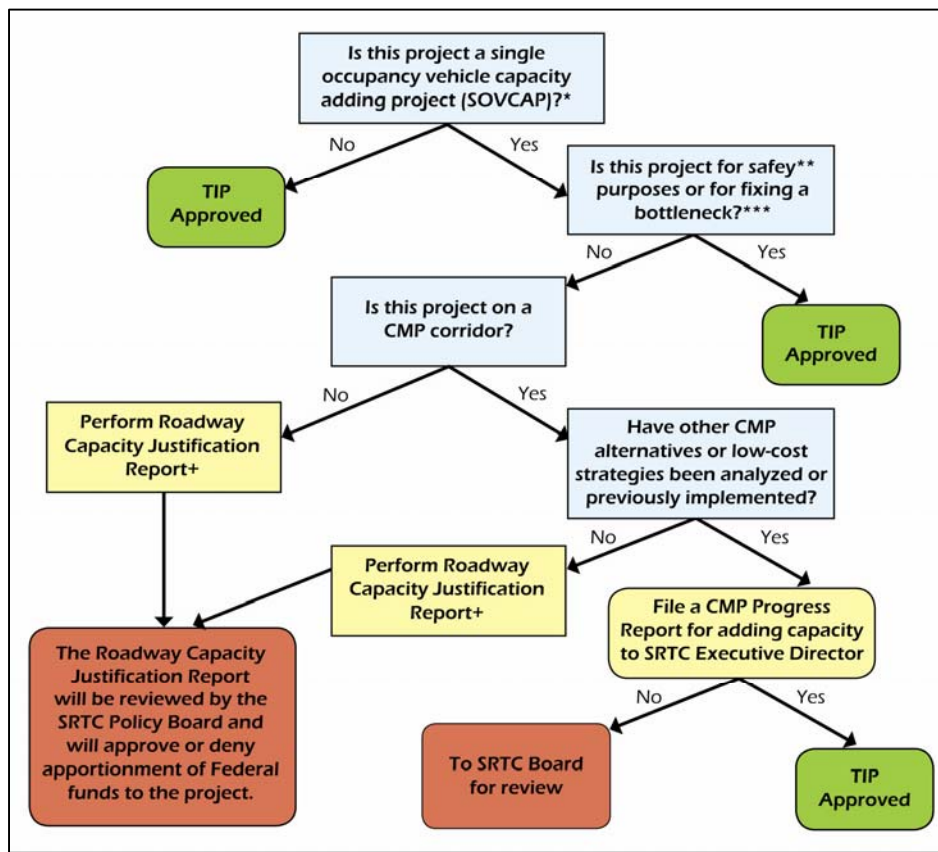 Is this project a single
occupancy vehicle capacity
adding project (SOVCAP)?*
No
Yes
TIP
Approved
Is this project for safey**
purposes or for fixing a
bottleneck?***
No
Yes
Is this project on a
CMP corridor?
TIP
Approved
No
Yes
Perform Roadway
Capacity Justification
Report+
Have other CMP
alternatives or low-cost
strategies been analyzed or
previously implemented?
No
Yes
Perform Roadway
Capacity Justification
Report+
File a CMP Progress
Report for adding capacity
to SRTC Executive Director
The Roadway Capacity
Justification Report
will be reviewed by the
SRTC Policy Board and
will approve or deny
apportionment of Federal
funds to the project.
No
Yes
To SRTC Board
for review
TIP
Approved